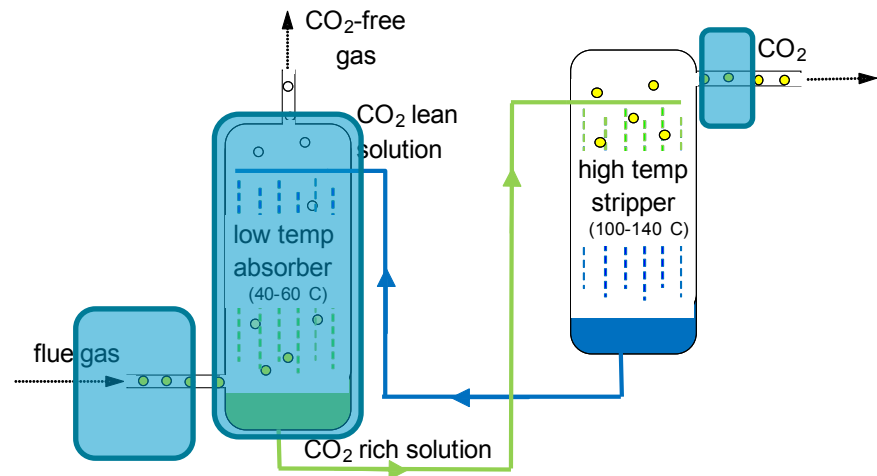 CO₂-free
gas
CO₂ lean
solution
low temp
absorber
(40-60 C)
flue gas
CO₂ rich solution
CO₂
high temp
stripper
(100-140 C)